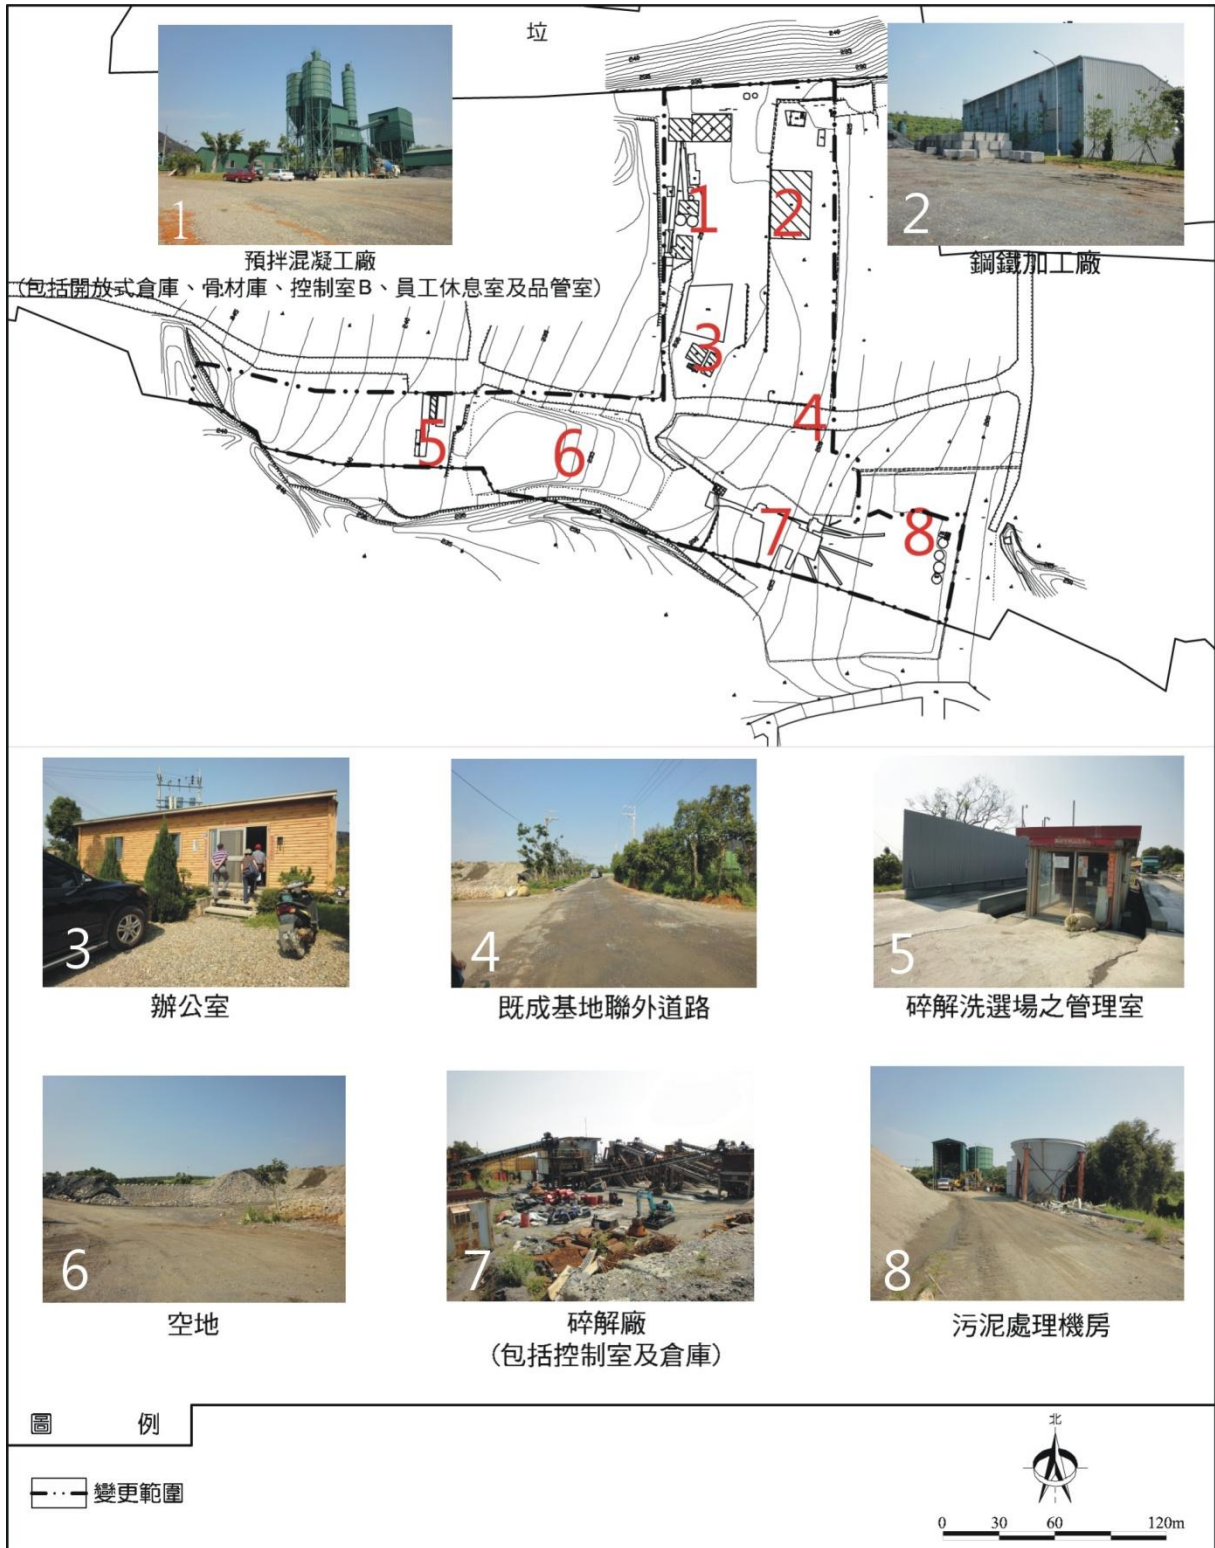 垃
1
預拌混凝工廠
(包括開放式倉庫、骨材庫、控制室B、員工休息室及品管室)
2
鋼鐵加工廠
1
2
3
4
5
6
7
8
3
辦公室
4
既成基地聯外道路
5
碎解洗選場之管理室
6
空地
7
碎解廠
(包括控制室及倉庫)
8
污泥處理機房
圖 例
變更範圍
北
0 30 60 120m